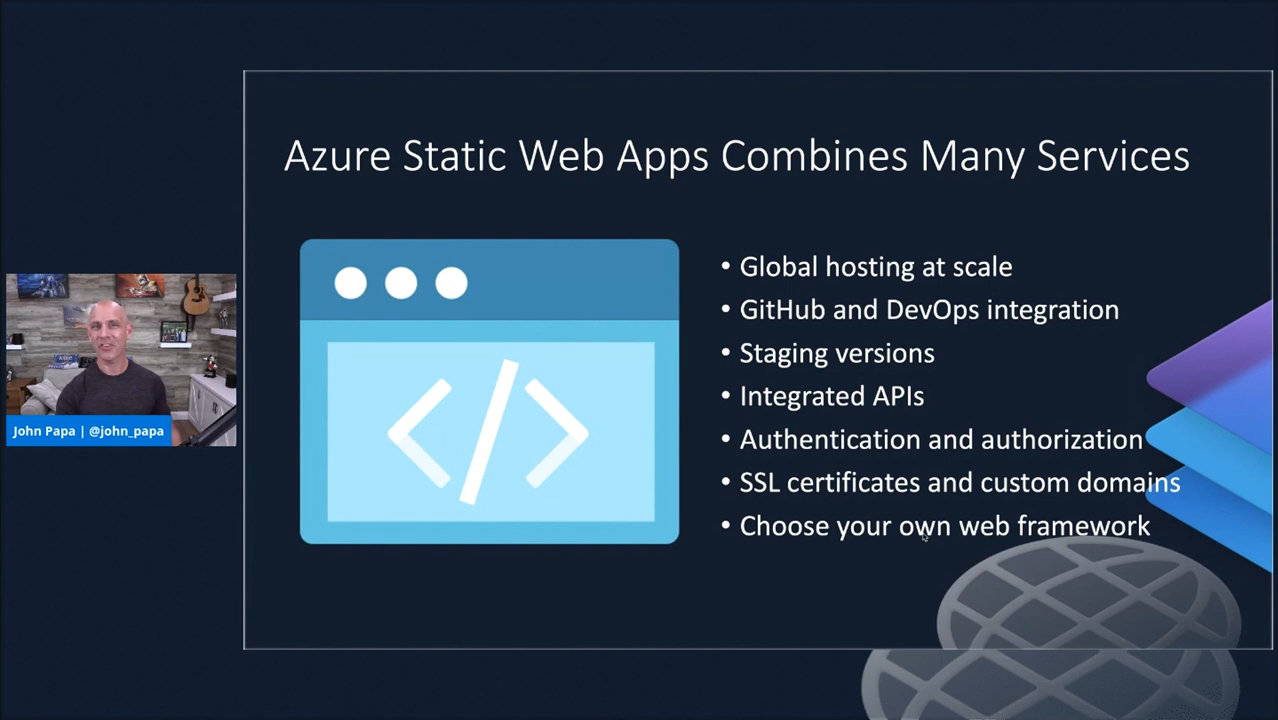 Azure Static Web Apps Combines Many Services
• Global hosting at scale
• GitHub and DevOps integration
• Staging versions
• Integrated APIs
• Authentication and authorization
• SSL certificates and custom domains
• Choose your own web framework
John Papa | @john_papa